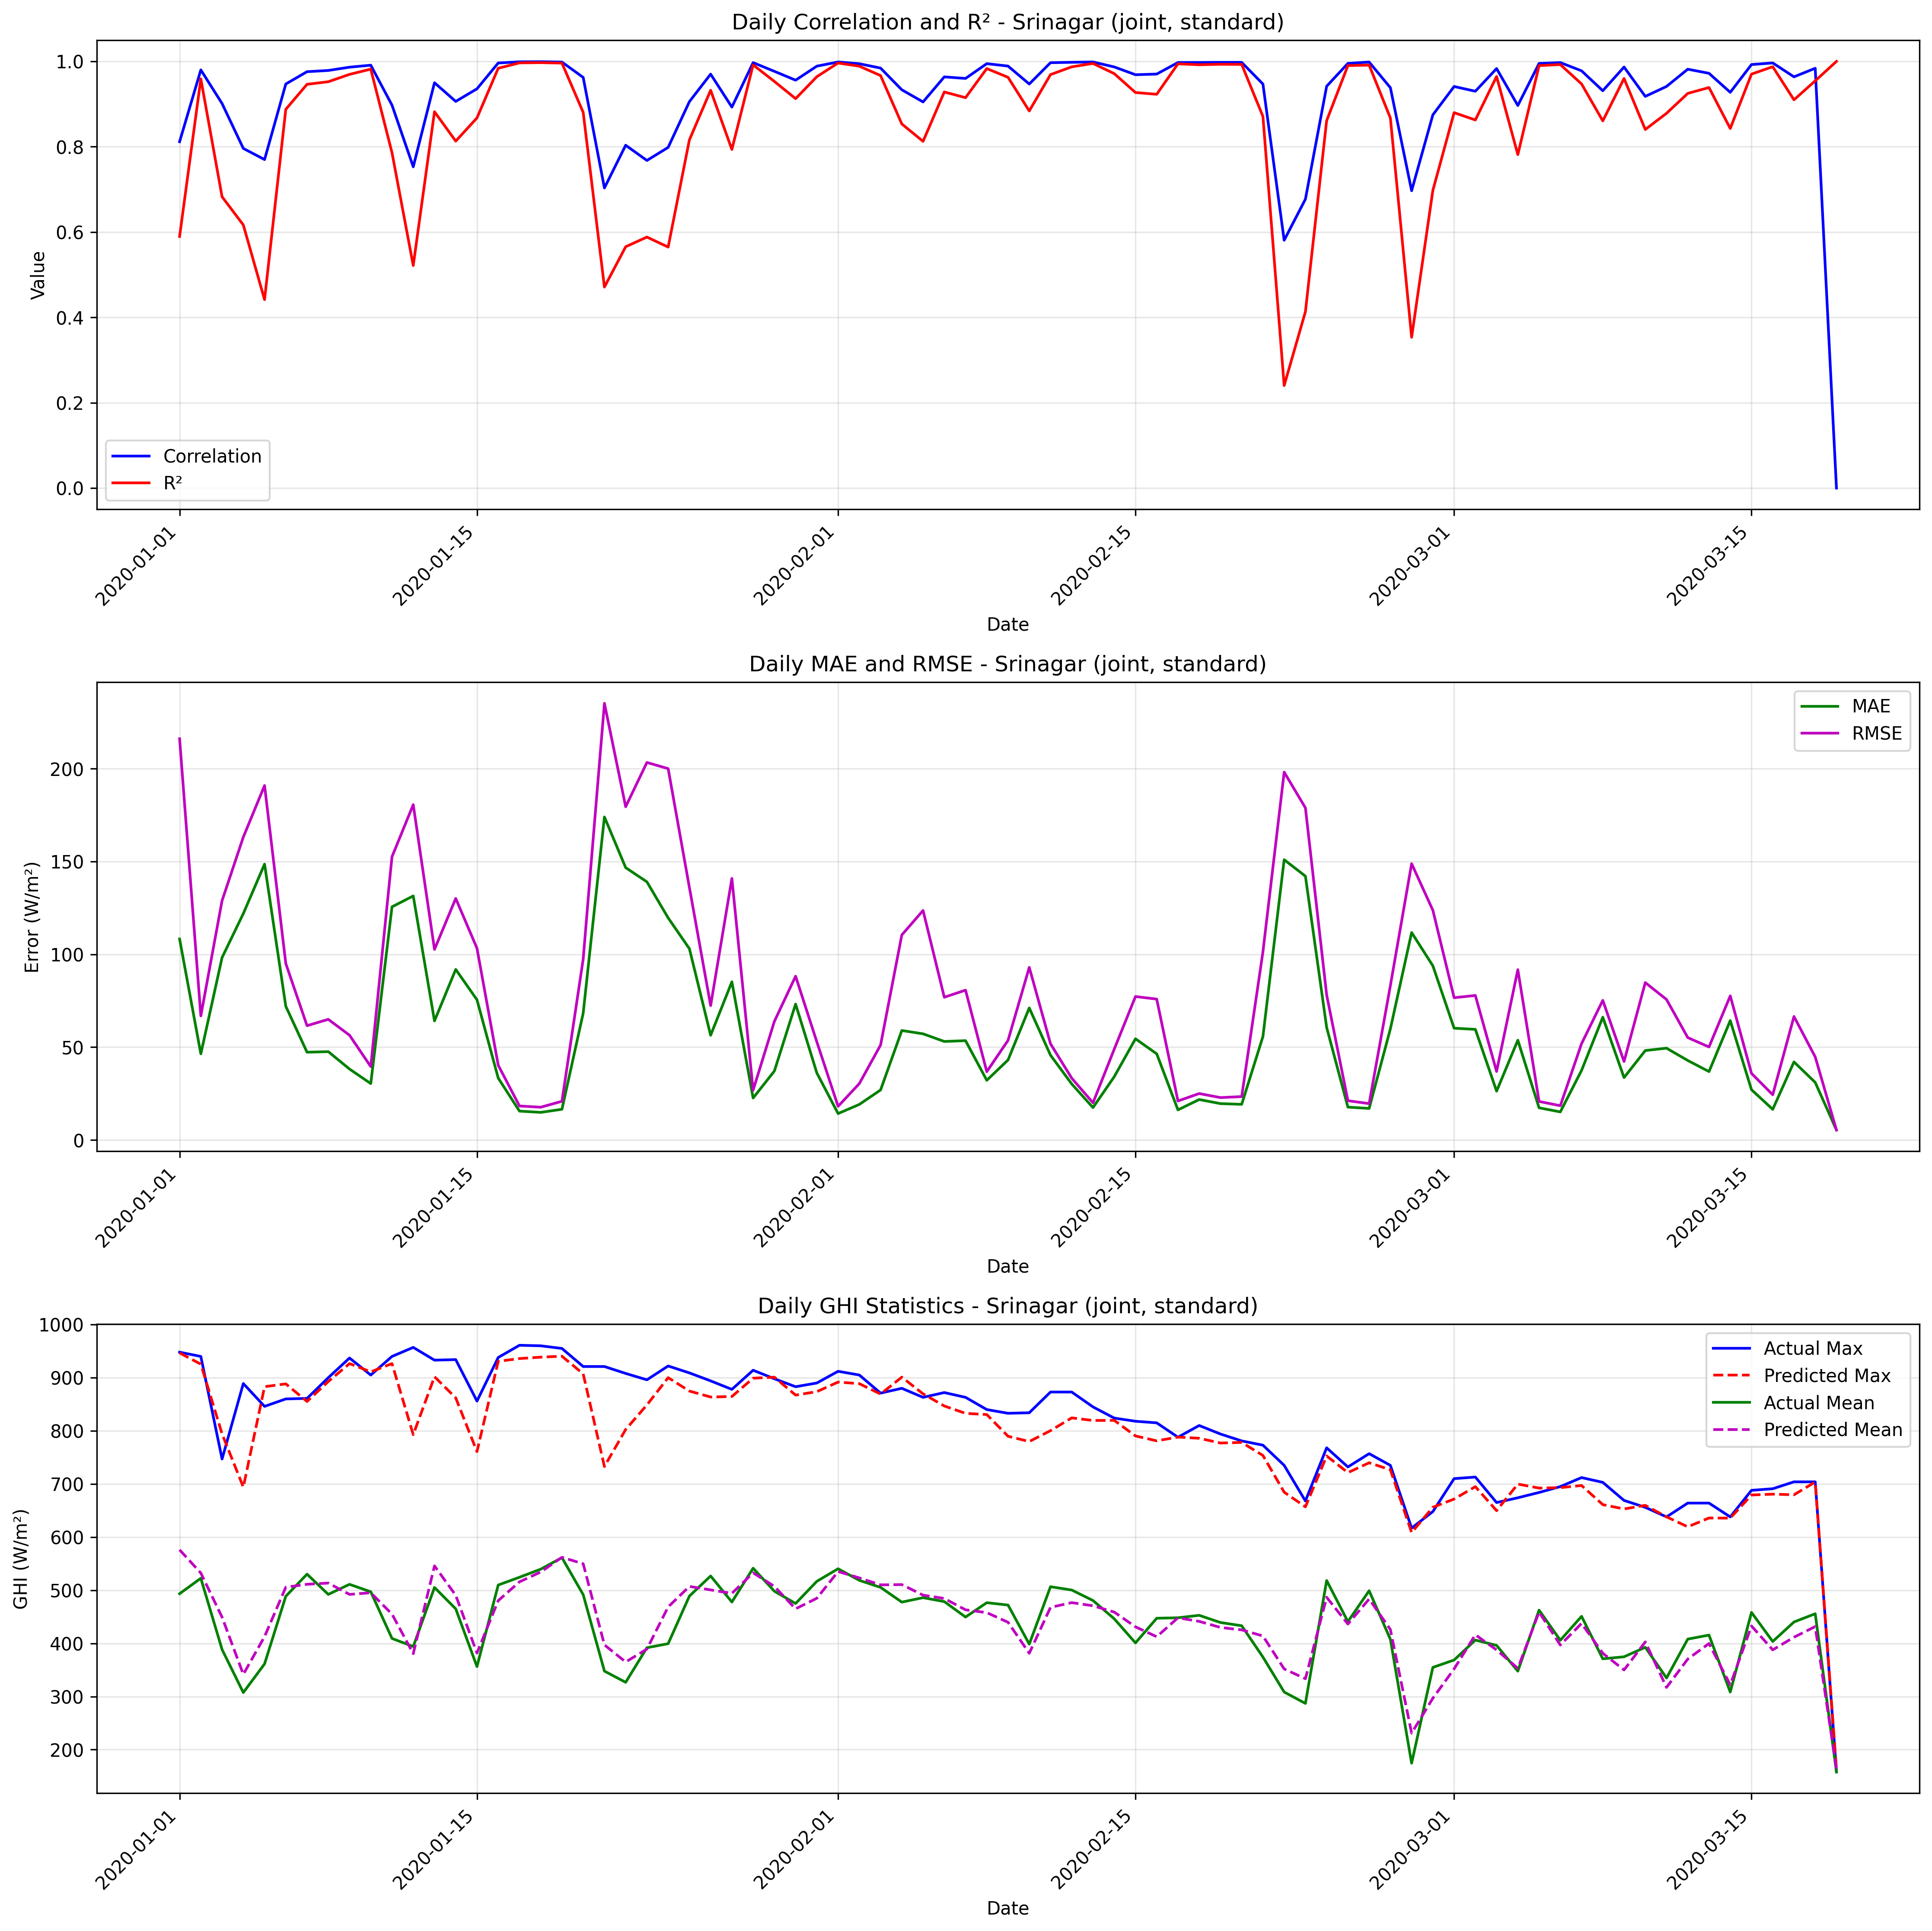 Daily Correlation and R² - Srinagar (joint, standard)
1.0
0.8
0.6
0.4
0.2
0.0
Value
Correlation
R²
2020-01-01
2020-01-15
2020-02-01
2020-02-15
2020-03-01
2020-03-15
Date
Daily MAE and RMSE - Srinagar (joint, standard)
MAE
RMSE
200
150
100
50
0
Error (W/m²)
2020-01-01
2020-01-15
2020-02-01
2020-02-15
2020-03-01
2020-03-15
Date
Daily GHI Statistics - Srinagar (joint, standard)
1000
900
800
700
600
500
400
300
200
GHI (W/m²)
Actual Max
Predicted Max
Actual Mean
Predicted Mean
2020-01-01
2020-01-15
2020-02-01
2020-02-15
2020-03-01
2020-03-15
Date